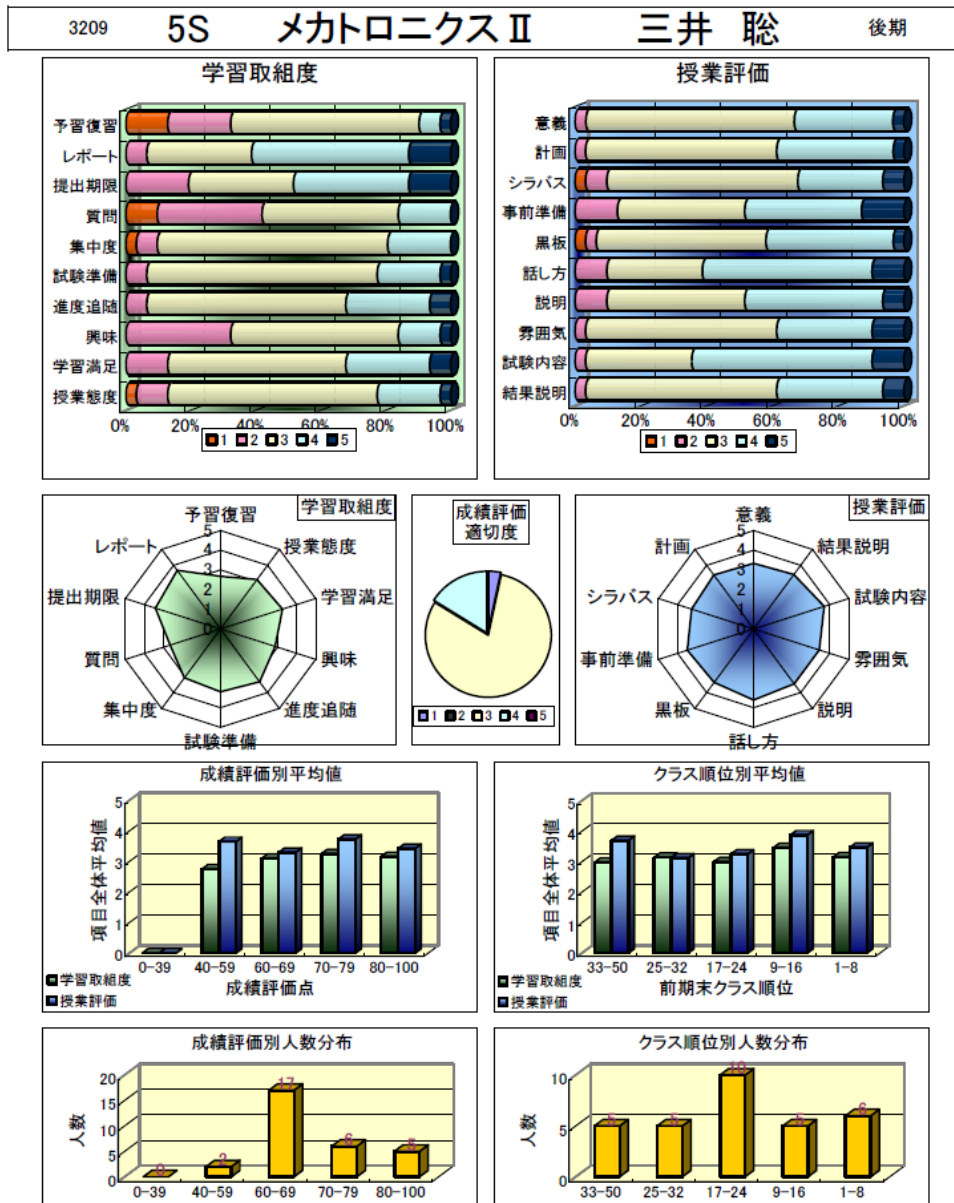 3209 5S メカトロニクスⅡ 三井 聡 後期
学習取組度
予習復習
レポート
提出期限
質問
集中度
試験準備
進度追随
興味
学習満足
授業態度
0% 20% 40% 60% 80% 100%
1 2 3 4 5
授業評価
意義
計画
シラバス
事前準備
黒板
話し方
説明
雰囲気
試験内容
結果説明
0% 20% 40% 60% 80% 100%
1 2 3 4 5
学習取組度
予習復習
レポート 授業態度
提出期限 学習満足
質問 興味
集中度 進度追随
試験準備
5
4
3
2
1
0
成績評価
適切度
1 2 3 4 5
授業評価
意義
計画 結果説明
シラバス 試験内容
事前準備 雰囲気
黒板 説明
話し方
5
4
3
2
1
0
成績評価別平均値
項目全体平均値
5
4
3
2
1
0
0-39 40-59 60-69 70-79 80-100
学習取組度
授業評価
成績評価点
クラス順位別平均値
項目全体平均値
5
4
3
2
1
0
33-50 25-32 17-24 9-16 1-8
学習取組度
授業評価
前期末クラス順位
成績評価別人数分布
人数
20
15
10
5
0
0 2 17 6 5
0-39 40-59 60-69 70-79 80-100
クラス順位別人数分布
人数
10
5
0
5 5 10 5 6
33-50 25-32 17-24 9-16 1-8